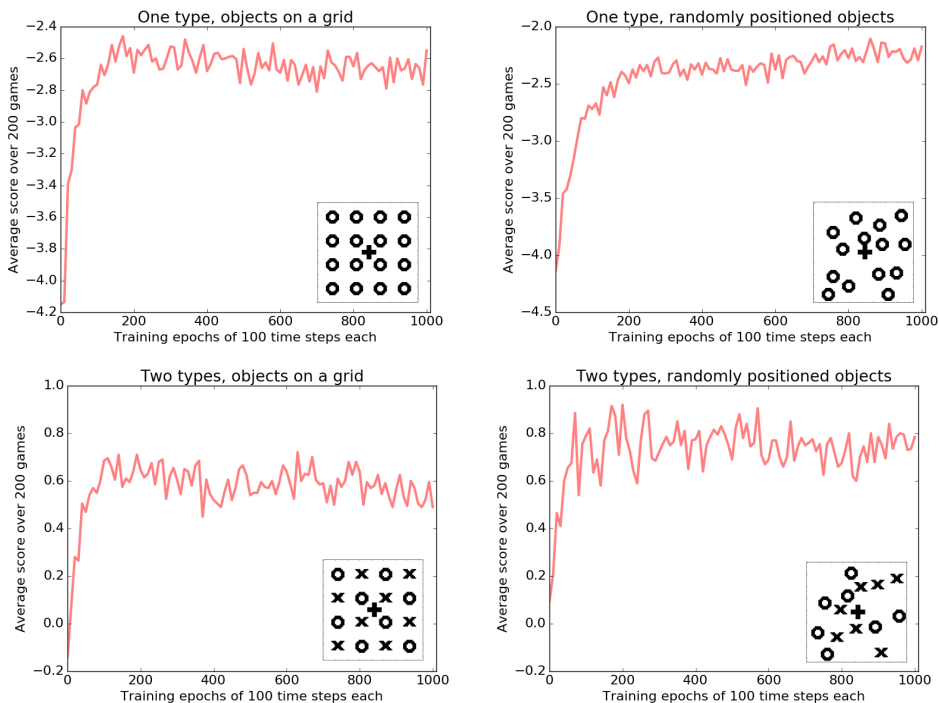 One type, objects on a grid
−2.4
−2.6
−2.8
−3.0
−3.2
−3.4
−3.6
−3.8
−4.0
−4.2
Average score over 200 games
0 200 400 600 800 1000
Training epochs of 100 time steps each
One type, randomly positioned objects
−2.0
−2.5
−3.0
−3.5
−4.0
−4.5
Average score over 200 games
0 200 400 600 800 1000
Training epochs of 100 time steps each
Two types, objects on a grid
1.0
0.8
0.6
0.4
0.2
0.0
−0.2
Average score over 200 games
0 200 400 600 800 1000
Training epochs of 100 time steps each
Two types, randomly positioned objects
1.0
0.8
0.6
0.4
0.2
0.0
−0.2
Average score over 200 games
0 200 400 600 800 1000
Training epochs of 100 time steps each